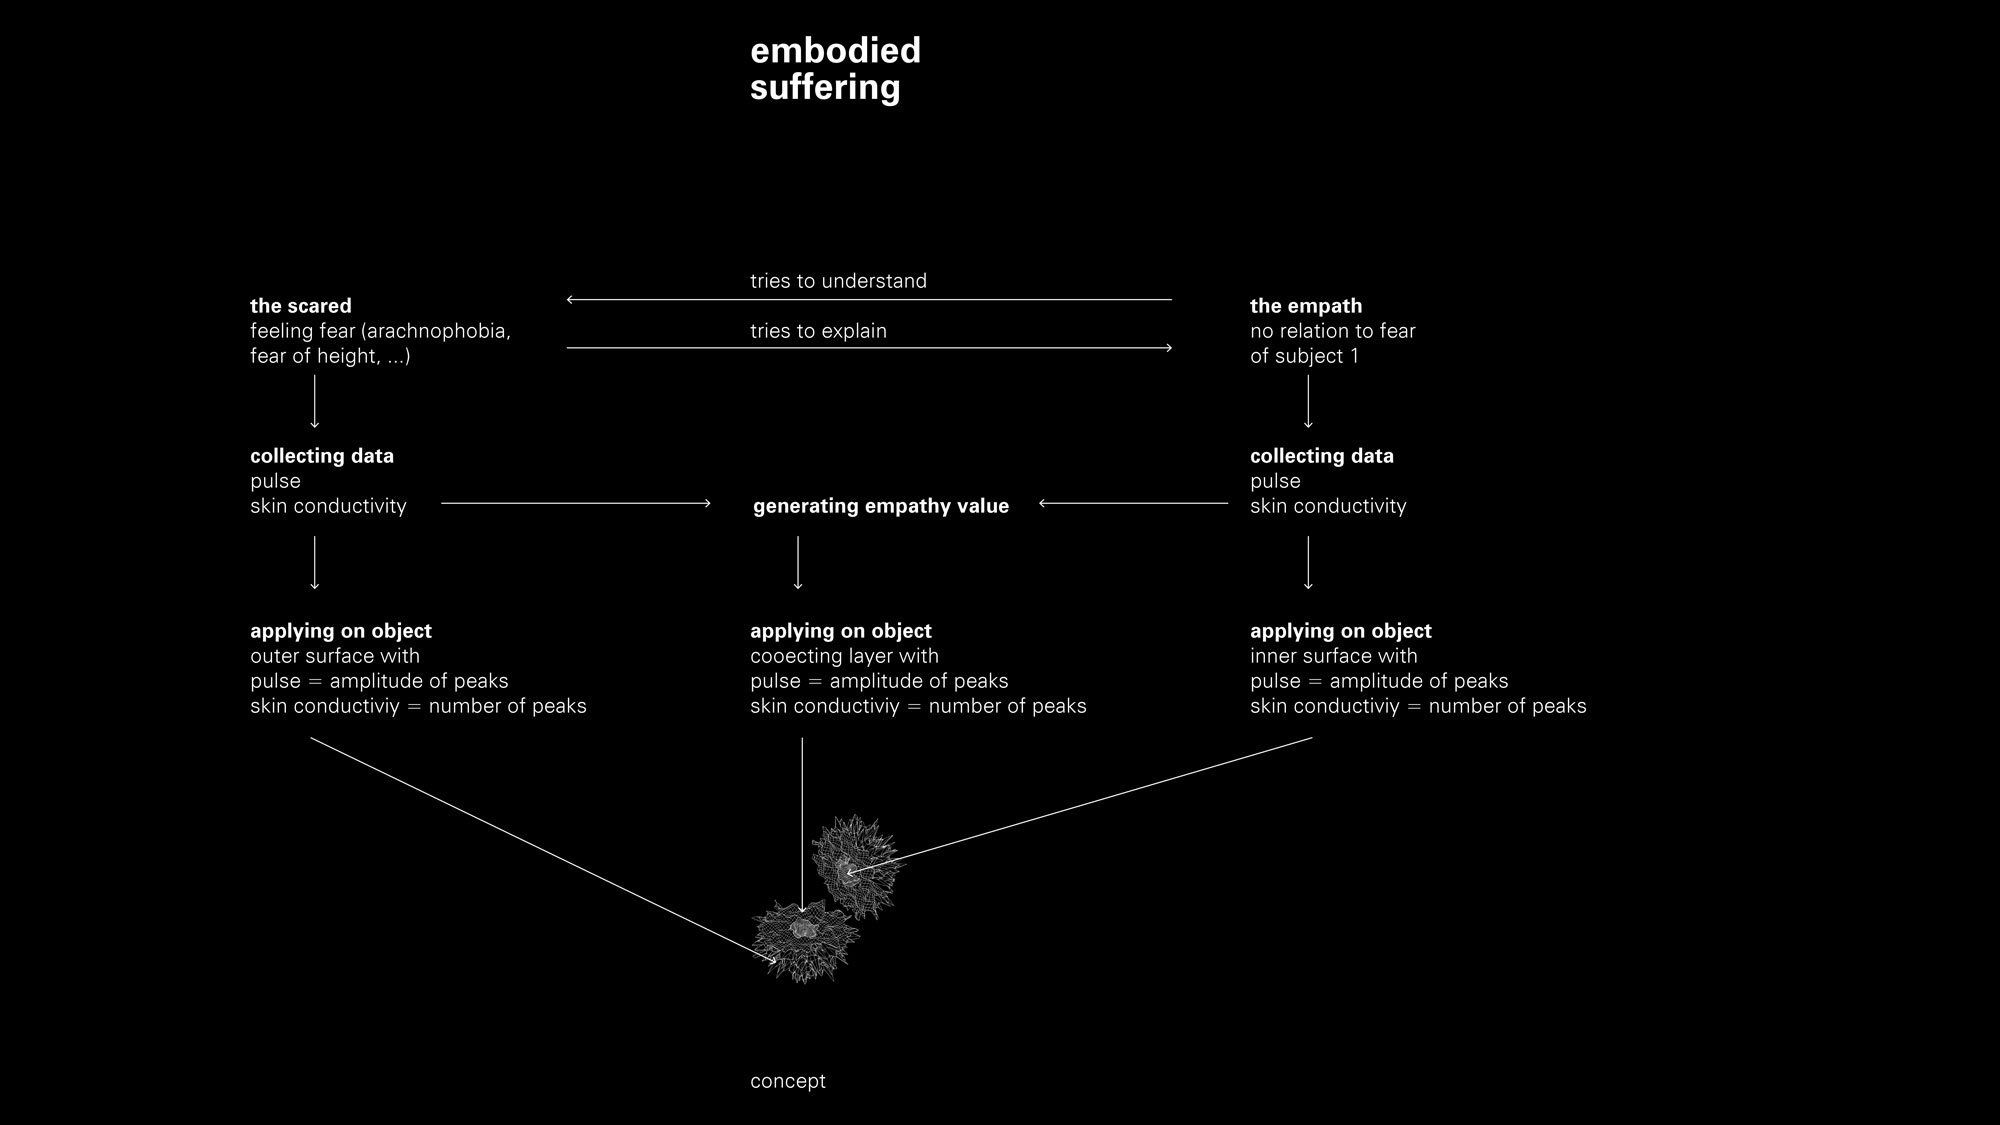 embodied
suffering
tries to understand
tries to explain
the scared
feeling fear (arachnophobia,
fear of height, ...)
the empath
no relation to fear
of subject 1
collecting data
pulse
skin conductivity
generating empathy value
collecting data
pulse
skin conductivity
applying on object
outer surface with
pulse = amplitude of peaks
skin conductiviy = number of peaks
applying on object
cooecting layer with
pulse = amplitude of peaks
skin conductiviy = number of peaks
applying on object
inner surface with
pulse = amplitude of peaks
skin conductiviy = number of peaks
concept